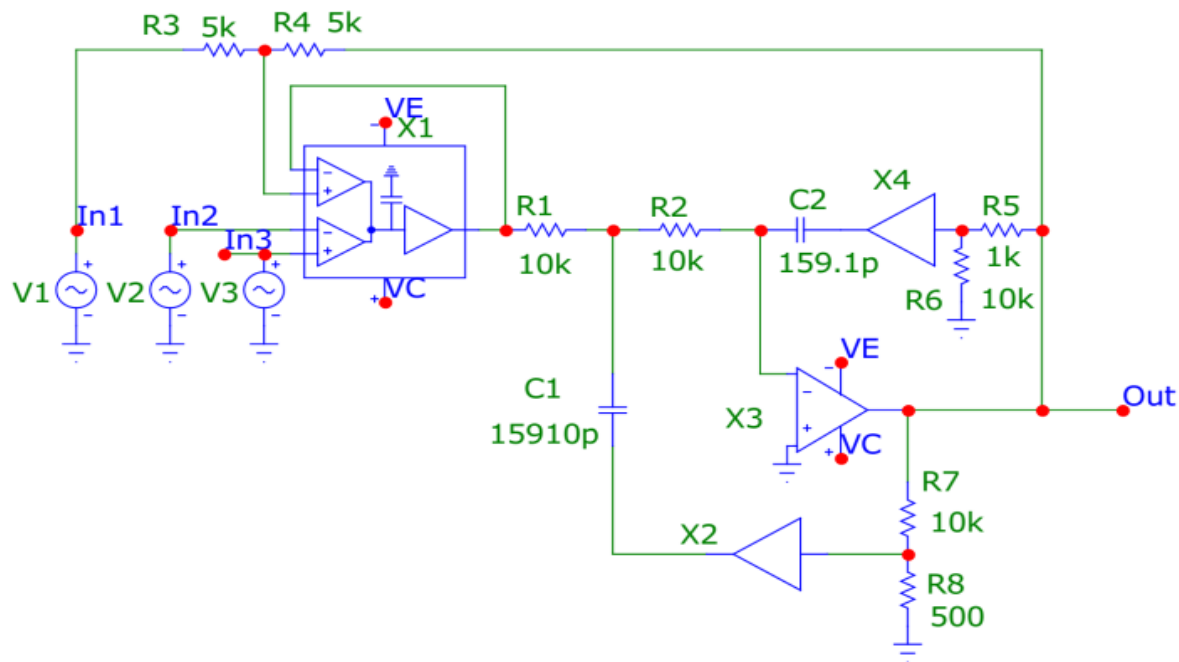 R3 5k R4 5k
VE
X1
In1
In2
In3
V1
V2
V3
VC
R1
10k
R2
10k
C2
159.1p
X4
R5
1k
R6
10k
C1
15910p
VE
X3
VC
Out
R7
10k
X2
R8
500